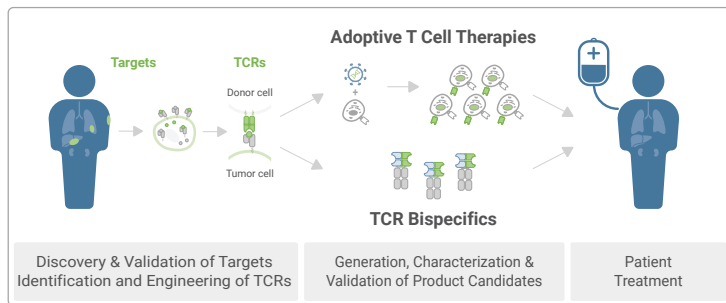 Adoptive T Cell Therapies
Targets
TCRs
Donor cell
+
Tumor cell
TCR Bispecifics
Discovery & Validation of Targets
Identification and Engineering of TCRs
Generation, Characterization &
Validation of Product Candidates
Patient
Treatment